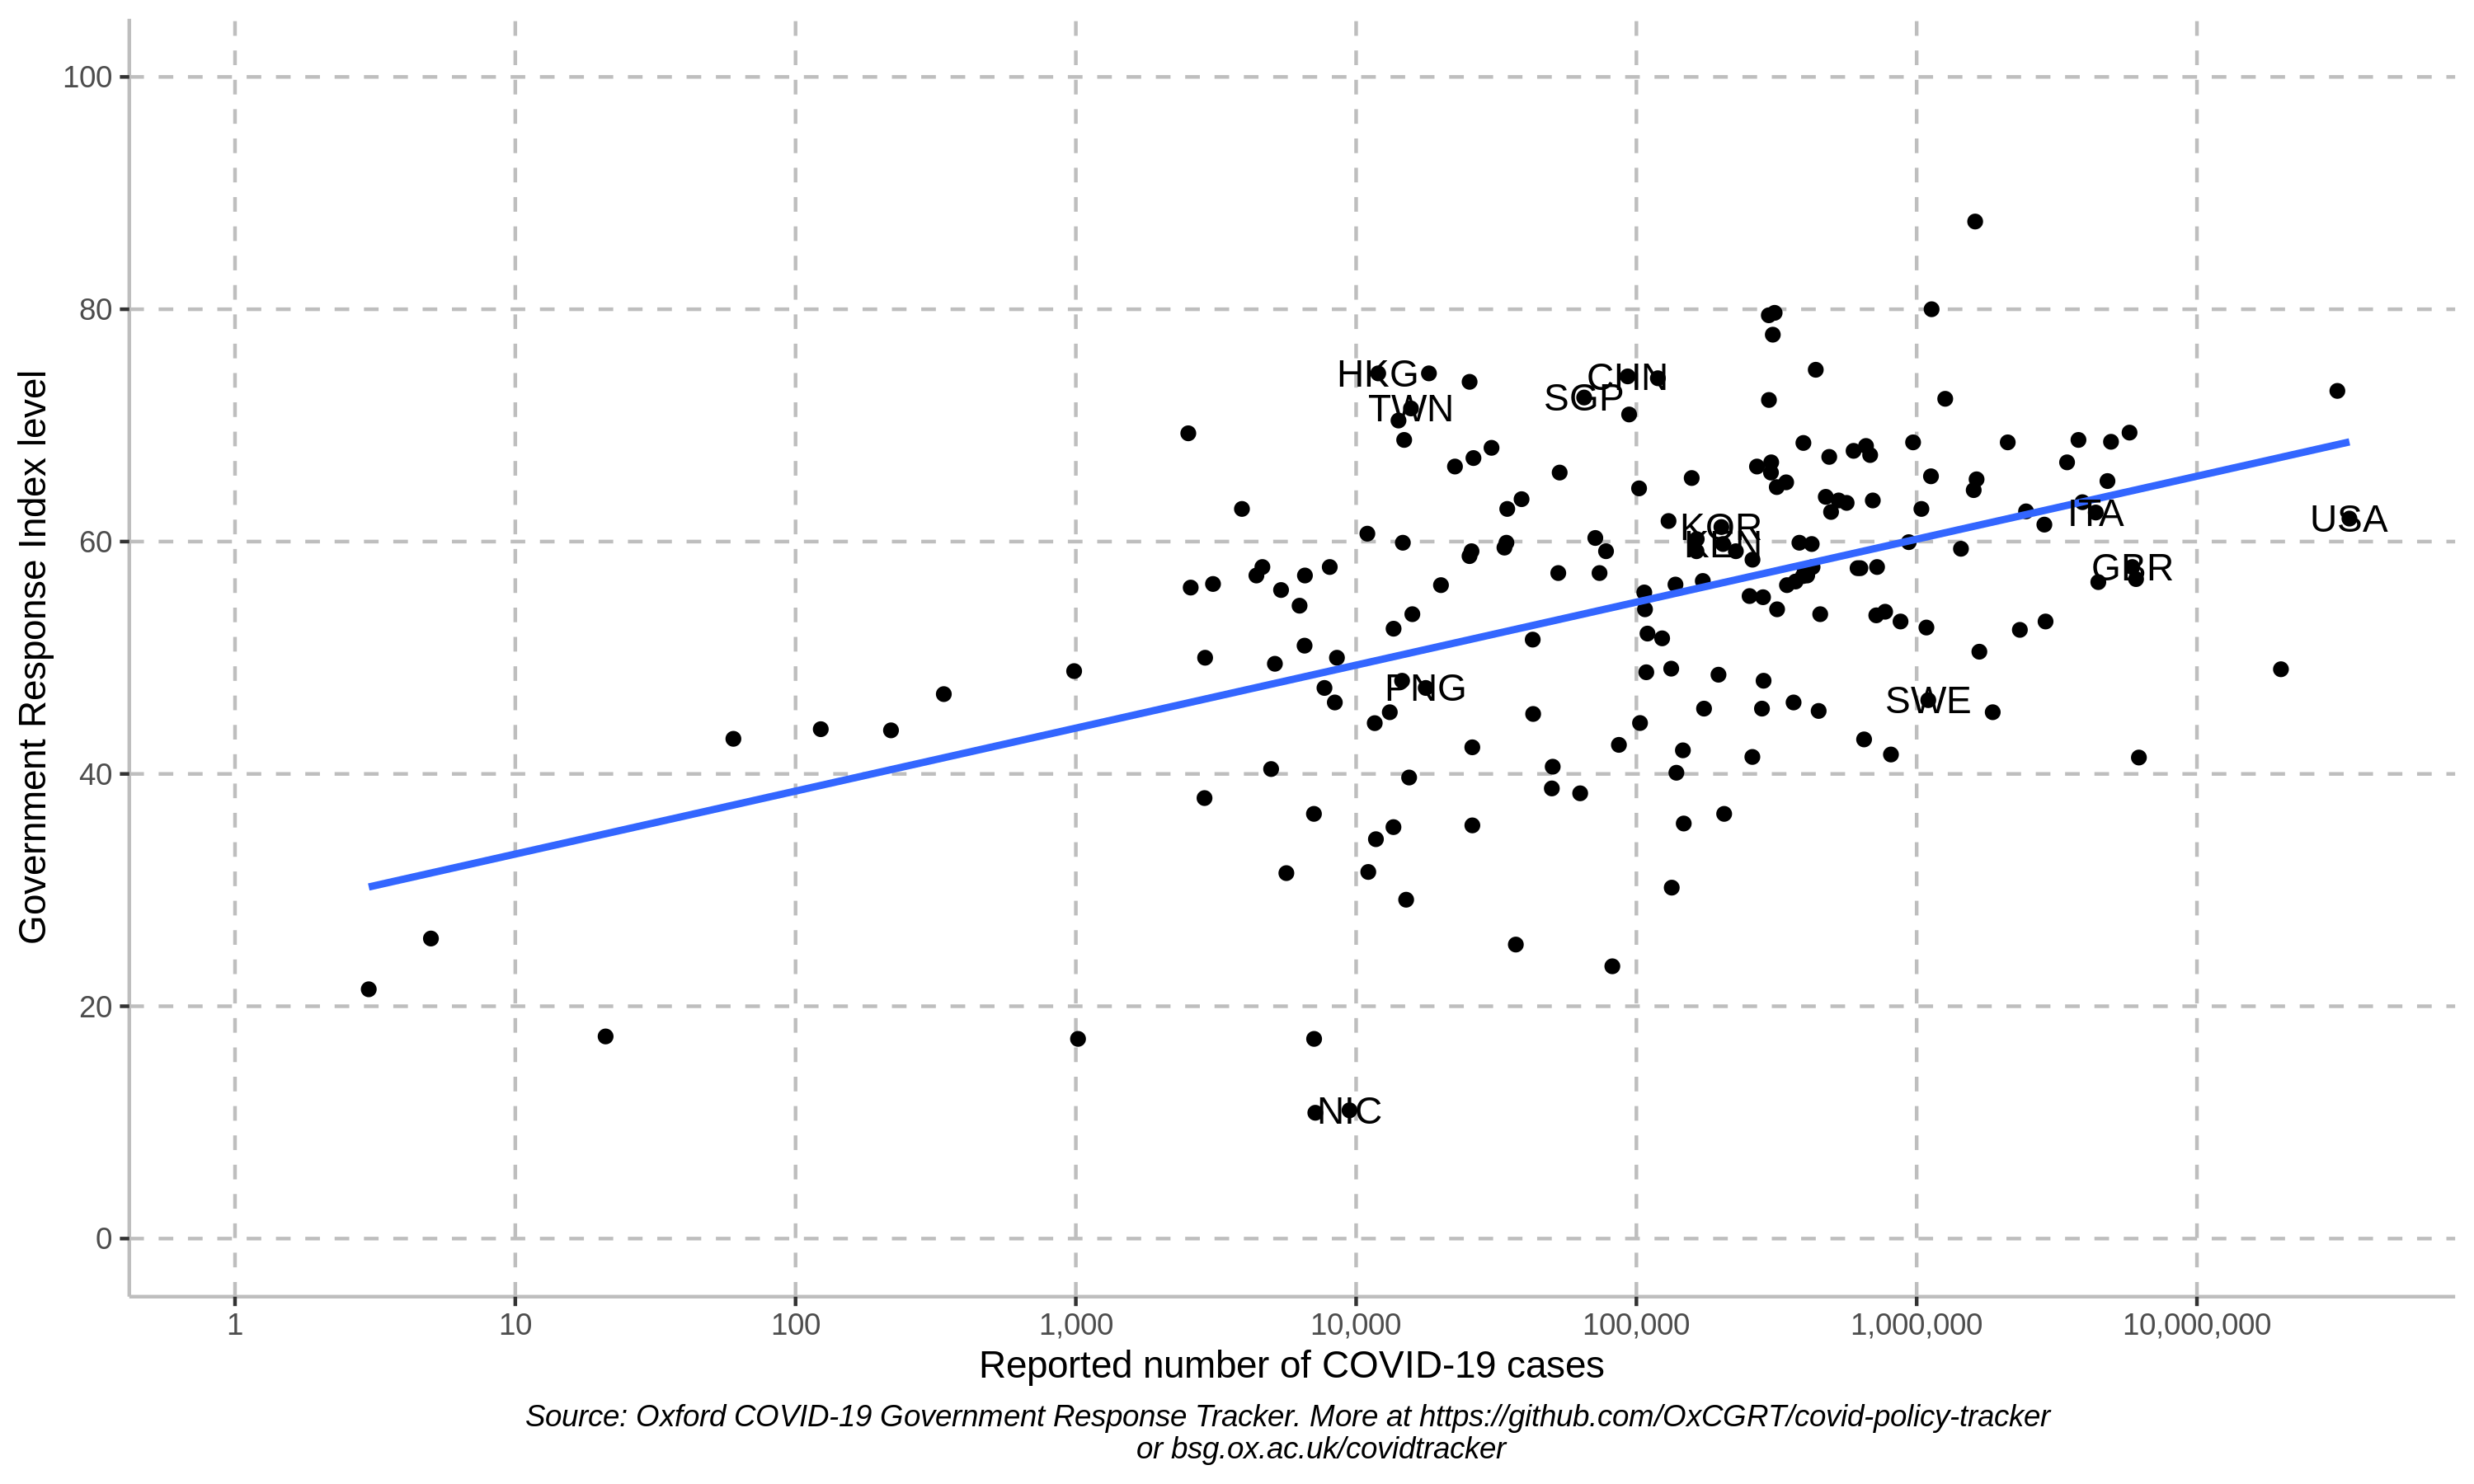 Government Response Index level
100
80
60
40
20
0
HKG
CHN
SGP
TWN
KOR
KEN
ITA
USA
GBR
PNG
SWE
NIC
1 10 100 1,000 10,000 100,000 1,000,000 10,000,000
Reported number of COVID-19 cases
Source: Oxford COVID-19 Government Response Tracker. More at https://github.com/OxCGRT/covid-policy-tracker
or bsg.ox.ac.uk/covidtracker